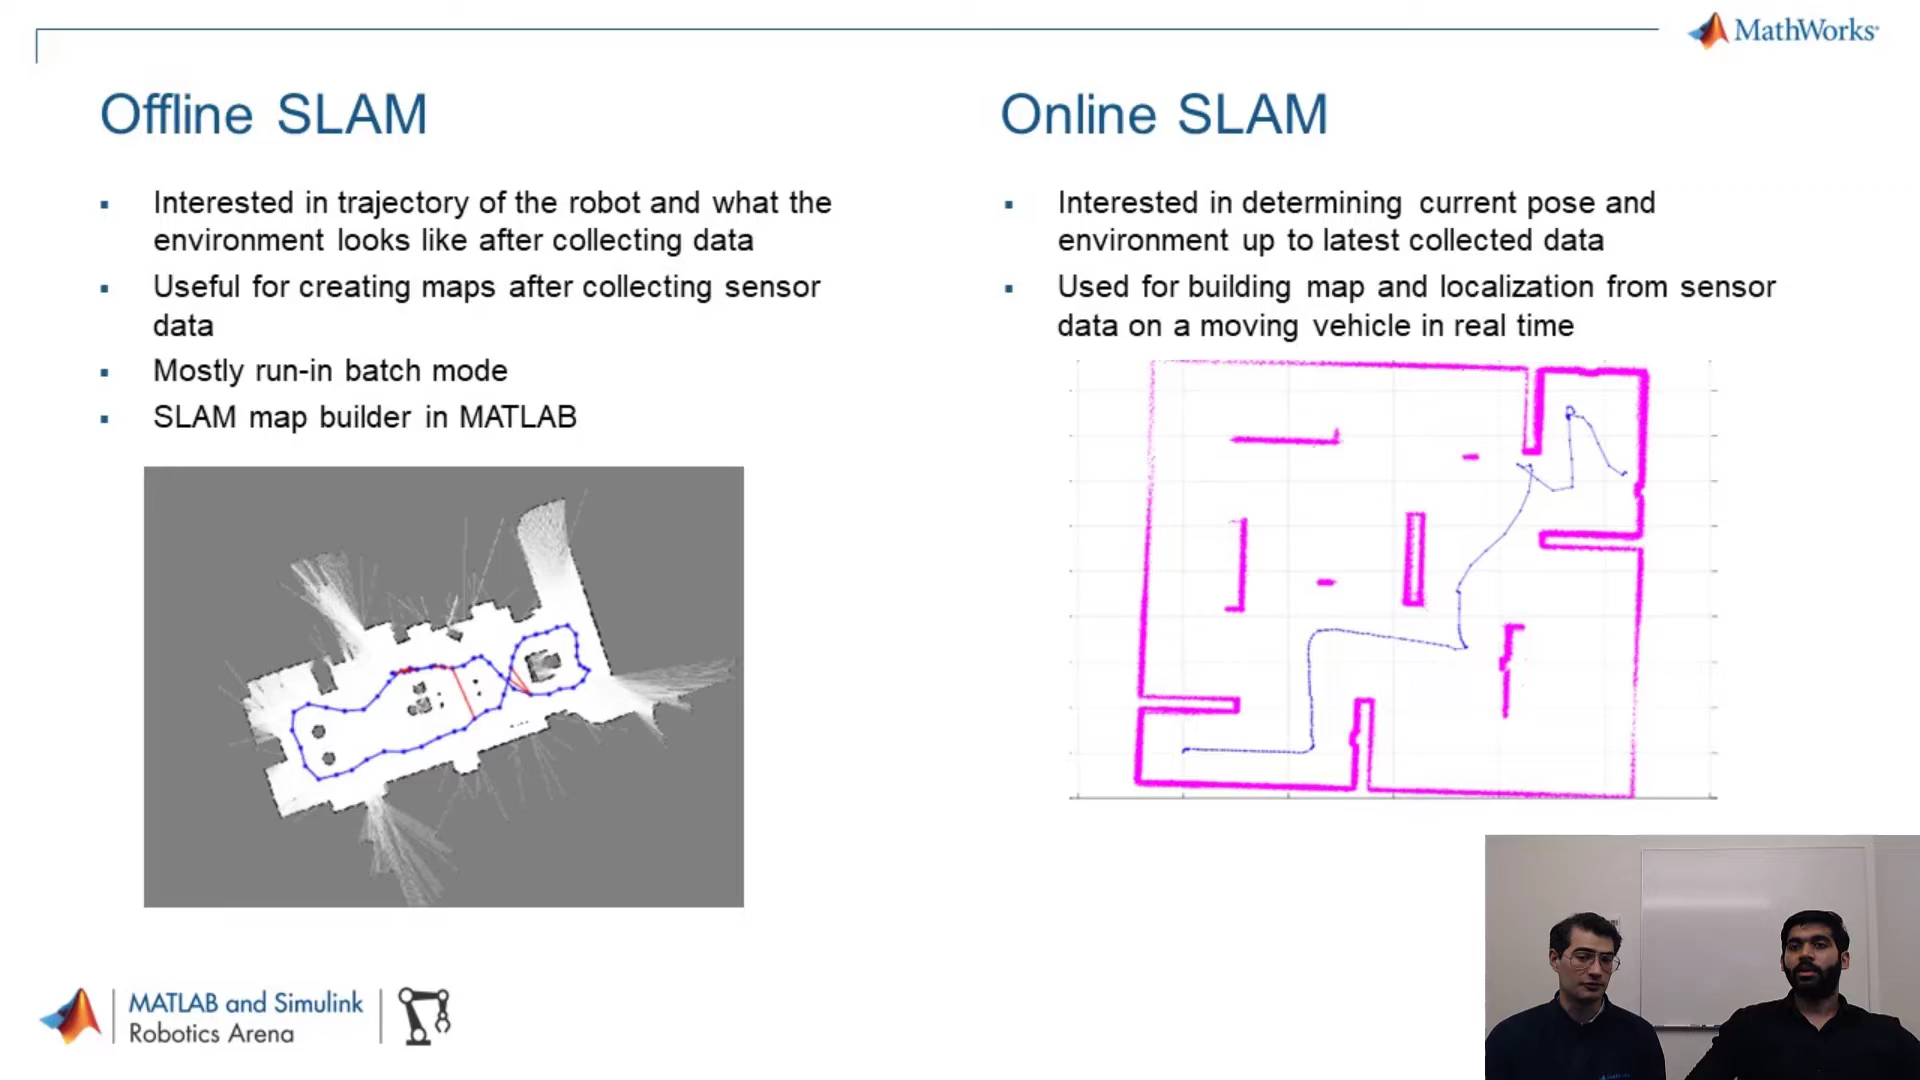 MathWorks®
Offline SLAM
Interested in trajectory of the robot and what the
environment looks like after collecting data
Useful for creating maps after collecting sensor
data
Mostly run-in batch mode
SLAM map builder in MATLAB
Online SLAM
Interested in determining current pose and
environment up to latest collected data
Used for building map and localization from sensor
data on a moving vehicle in real time
MATLAB and Simulink
Robotics Arena